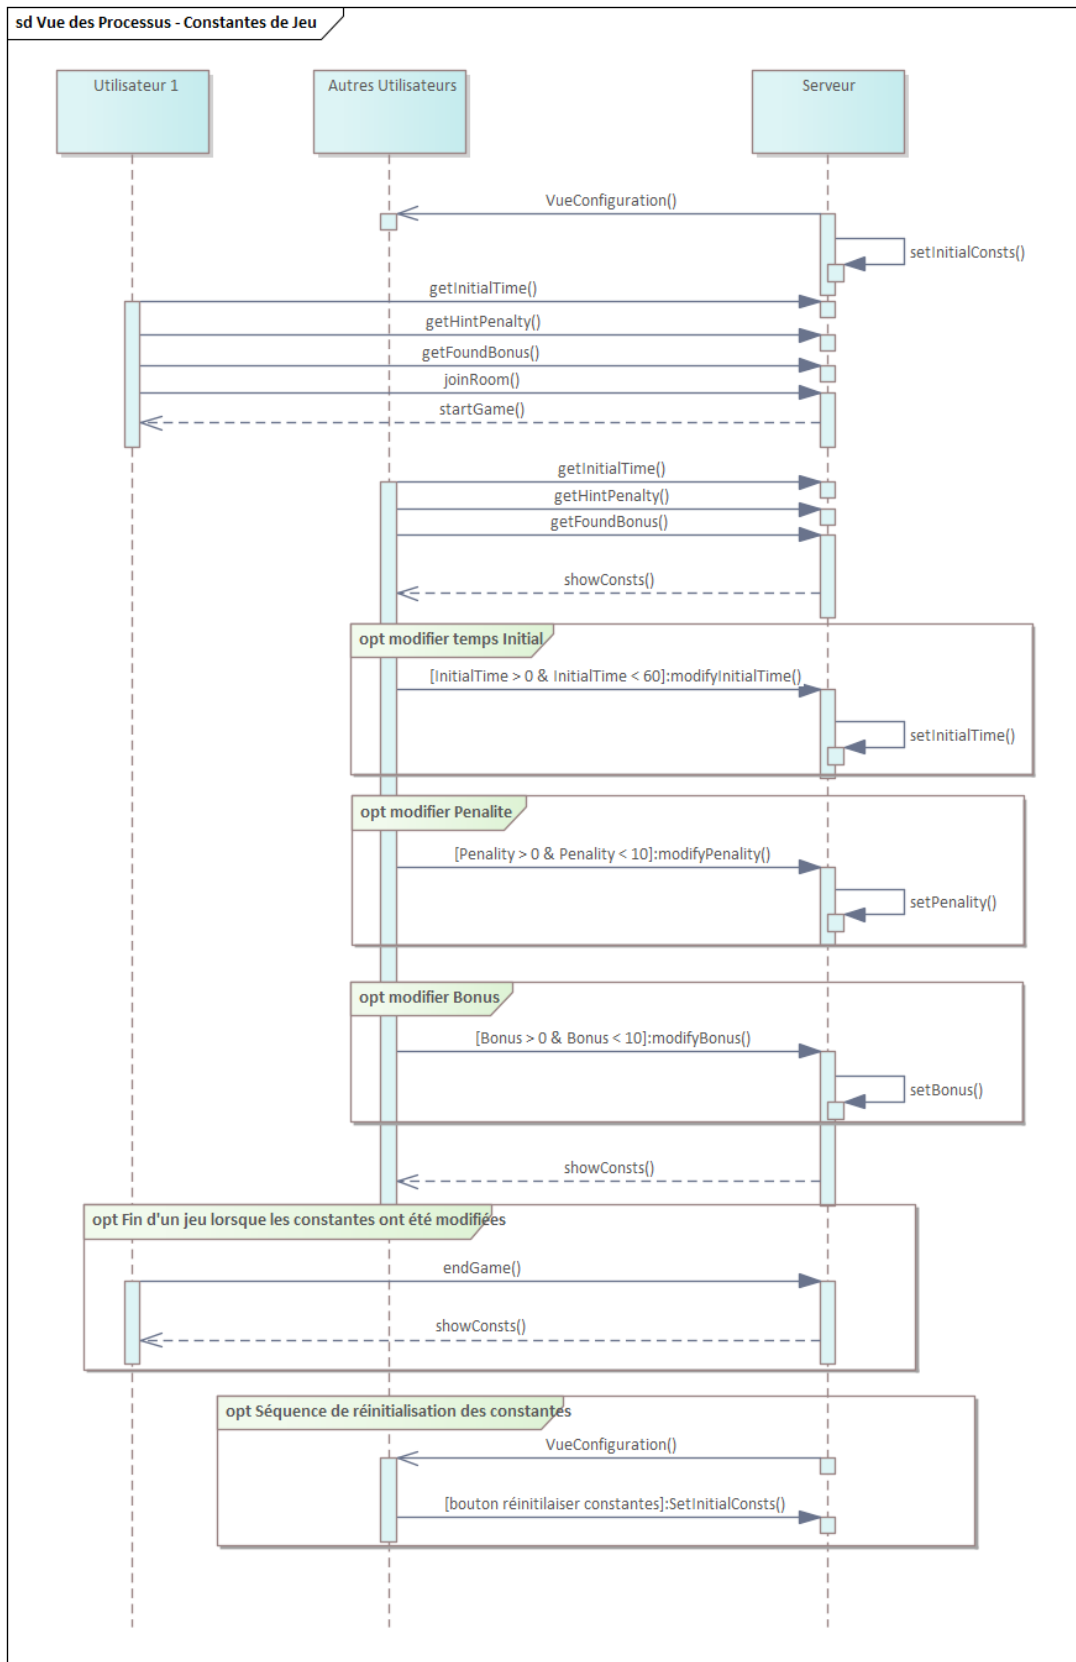 sd Vue des Processus - Constantes de Jeu
Utilisateur 1
Autres Utilisateurs
Serveur
VueConfiguration()
setInitialConsts()
getInitialTime()
getHintPenalty()
getFoundBonus()
joinRoom()
startGame()
getInitialTime()
getHintPenalty()
getFoundBonus()
showConsts()
opt modifier temps Initial
[InitialTime > 0 & InitialTime < 60]:modifyInitialTime()
setInitialTime()
opt modifier Penalite
[Penality > 0 & Penality < 10]:modifyPenality()
setPenality()
opt modifier Bonus
[Bonus > 0 & Bonus < 10]:modifyBonus()
setBonus()
showConsts()
opt Fin d'un jeu lorsque les constantes ont été modifiées
endGame()
showConsts()
opt Séquence de réinitialisation des constantes
VueConfiguration()
[bouton réinitilaiser constantes]:SetInitialConsts()